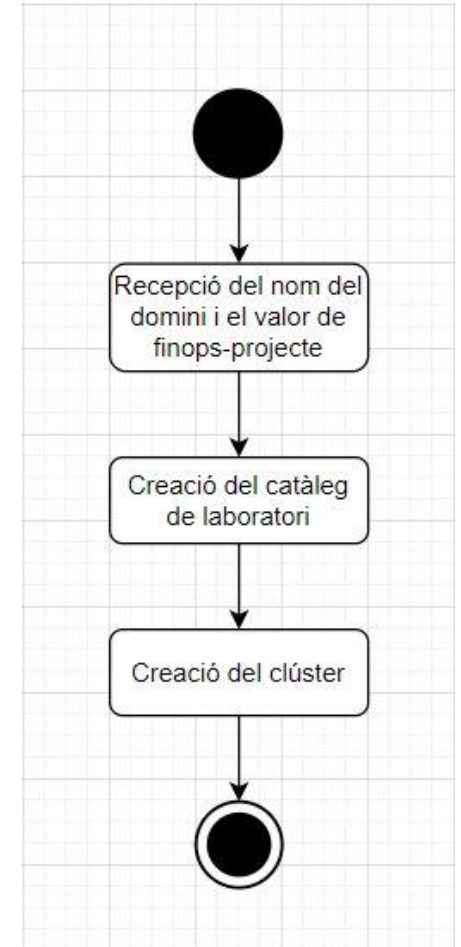 Recepció del nom del
domini i el valor de
finops-projecte
Creació del catàleg
de laboratori
Creació del clúster